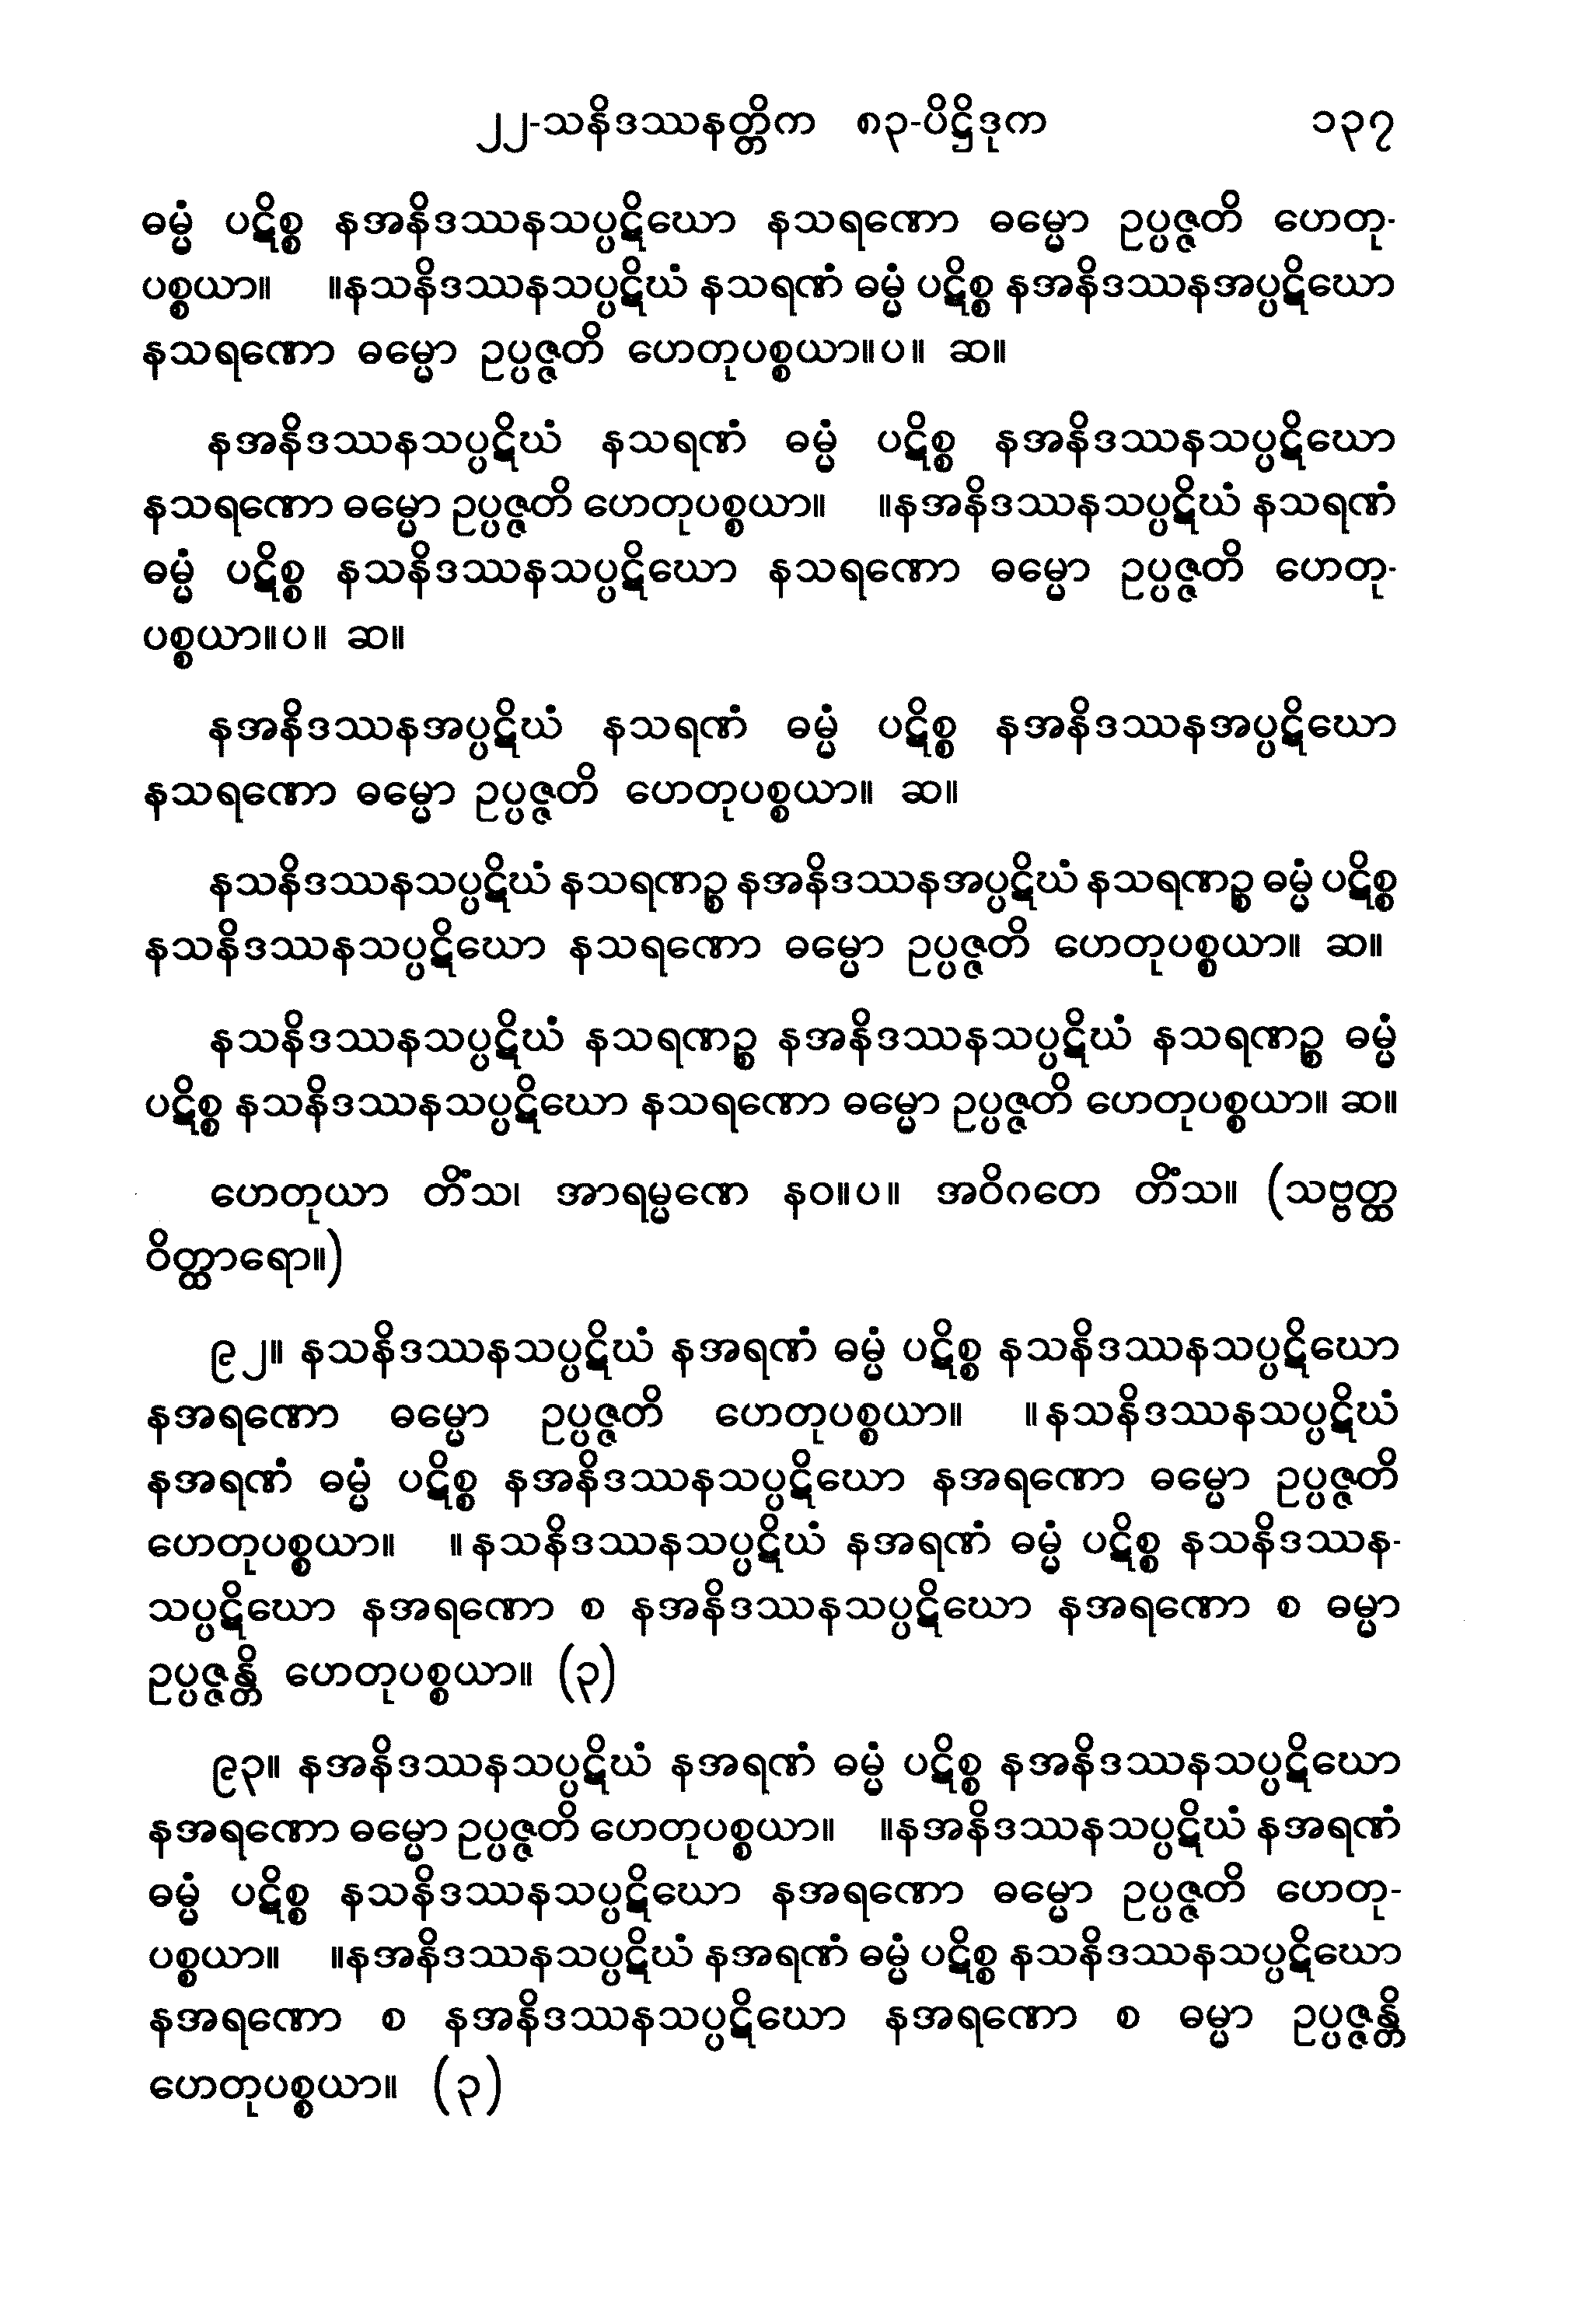 ၂၂-သနိဒဿနတ္တိက ၈၃-ပိဋ္ဌိဒုက ၁၃၇
ဓမ္မံ ပဋိစ္စ နအနိဒဿနသပ္ပဋိဃော နသရဏော ဓမ္မော ဥပ္ပဇ္ဇတိ ဟေတု-
ပစ္စယာ။ ။နသနိဒဿနသပ္ပဋိဃံ နသရဏံ ဓမ္မံ ပဋိစ္စ နအနိဒဿနအပ္ပဋိဃော
နသရဏော ဓမ္မော ဥပ္ပဇ္ဇတိ ဟေတုပစ္စယာ။ပ။ ဆ။
နအနိဒဿနသပ္ပဋိဃံ နသရဏံ ဓမ္မံ ပဋိစ္စ နအနိဒဿနသပ္ပဋိဃော
နသရဏော ဓမ္မော ဥပ္ပဇ္ဇတိ ဟေတုပစ္စယာ။ ။နအနိဒဿနသပ္ပဋိဃံ နသရဏံ
ဓမ္မံ ပဋိစ္စ နသနိဒဿနသပ္ပဋိဃော နသရဏော ဓမ္မော ဥပ္ပဇ္ဇတိ ဟေတု-
ပစ္စယာ။ပ။ ဆ။
နအနိဒဿနအပ္ပဋိဃံ နသရဏံ ဓမ္မံ ပဋိစ္စ နအနိဒဿနအပ္ပဋိဃော
နသရဏော ဓမ္မော ဥပ္ပဇ္ဇတိ ဟေတုပစ္စယာ။ ဆ။
နသနိဒဿနသပ္ပဋိဃံ နသရဏဉ္စ နအနိဒဿနအပ္ပဋိဃံ နသရဏဉ္စ ဓမ္မံ ပဋိစ္စ
နသနိဒဿနသပ္ပဋိဃော နသရဏော ဓမ္မော ဥပ္ပဇ္ဇတိ ဟေတုပစ္စယာ။ ဆ။
နသနိဒဿနသပ္ပဋိဃံ နသရဏဉ္စ နအနိဒဿနသပ္ပဋိဃံ နသရဏဉ္စ ဓမ္မံ
ပဋိစ္စ နသနိဒဿနသပ္ပဋိဃော နသရဏော ဓမ္မော ဥပ္ပဇ္ဇတိ ဟေတုပစ္စယာ။ ဆ။
ဟေတုယာ တိံသ၊ အာရမ္မဏေ နဝ။ပ။ အဝိဂတေ တိံသ။ (သဗ္ဗတ္ထ
ဝိတ္ထာရော။)
၉၂။ နသနိဒဿနသပ္ပဋိဃံ နအရဏံ ဓမ္မံ ပဋိစ္စ နသနိဒဿနသပ္ပဋိဃော
နအရဏော ဓမ္မော ဥပ္ပဇ္ဇတိ ဟေတုပစ္စယာ။ ။နသနိဒဿနသပ္ပဋိဃံ
နအရဏံ ဓမ္မံ ပဋိစ္စ နအနိဒဿနသပ္ပဋိဃော နအရဏော ဓမ္မော ဥပ္ပဇ္ဇတိ
ဟေတုပစ္စယာ။ ။နသနိဒဿနသပ္ပဋိဃံ နအရဏံ ဓမ္မံ ပဋိစ္စ နသနိဒဿန-
သပ္ပဋိဃော နအရဏော စ နအနိဒဿနသပ္ပဋိဃော နအရဏော စ ဓမ္မာ
ဥပ္ပဇ္ဇန္တိ ဟေတုပစ္စယာ။ (၃)
၉၃။ နအနိဒဿနသပ္ပဋိဃံ နအရဏံ ဓမ္မံ ပဋိစ္စ နအနိဒဿနသပ္ပဋိဃော
နအရဏော ဓမ္မော ဥပ္ပဇ္ဇတိ ဟေတုပစ္စယာ။ ။နအနိဒဿနသပ္ပဋိဃံ နအရဏံ
ဓမ္မံ ပဋိစ္စ နသနိဒဿနသပ္ပဋိဃော နအရဏော ဓမ္မော ဥပ္ပဇ္ဇတိ ဟေတု-
ပစ္စယာ။ ။နအနိဒဿနသပ္ပဋိဃံ နအရဏံ ဓမ္မံ ပဋိစ္စ နသနိဒဿနသပ္ပဋိဃော
နအရဏော စ နအနိဒဿနသပ္ပဋိဃော နအရဏော စ ဓမ္မာ ဥပ္ပဇ္ဇန္တိ
ဟေတုပစ္စယာ။ (၃)